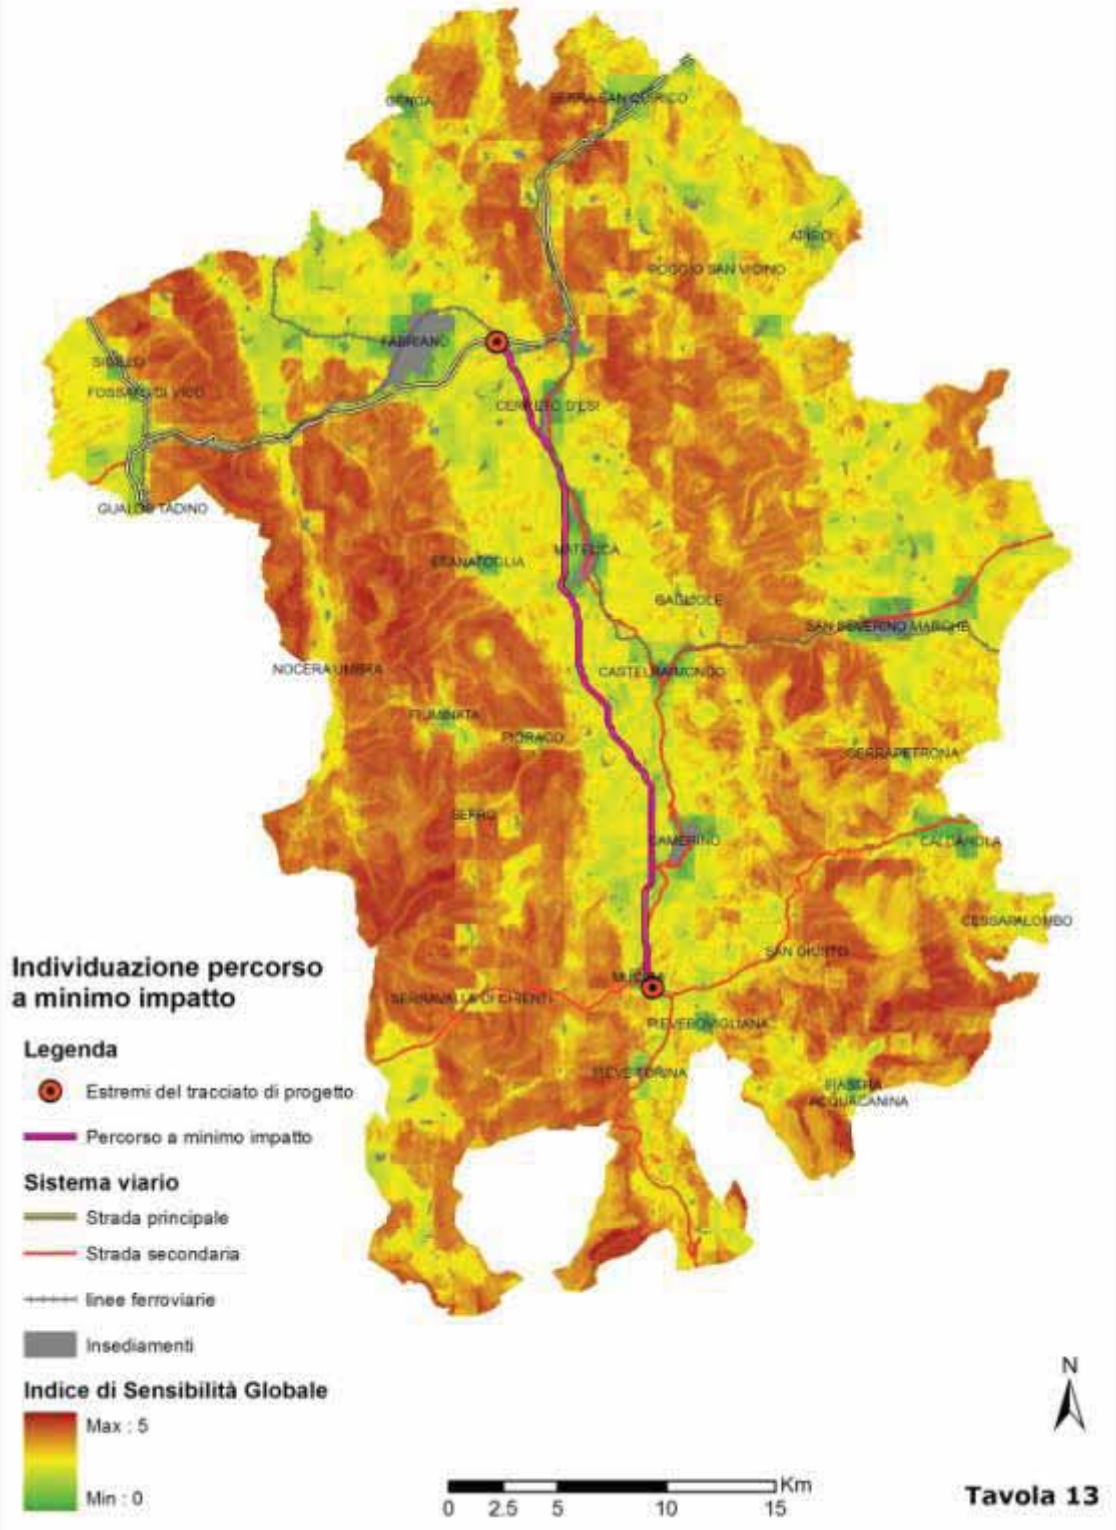 GENGA
SERRA SAN QUIRICO
APIRO
POGGIO SAN VICINO
FABRIANO
SIGILLO
FOSSATO DI VICO
CERRETO D'ESI
GUALDO TADINO
MATELICA
ESANATOGLIA
GAGLIOLE
SAN SEVERINO MARCHE
NOCERA UMBRA
CASTELRAIMONDO
FIUMINATA
PIORACO
SERRAPETRONA
SEFRO
CAMERINO
CALDAROLA
CESSAPALOMBO
SAN GIUSTO
MUCCIA
SERRAVALLE DI CHIENTI
PIEVEBOVIGLIANA
PIEVE TORINA
FIASTRA
ACQUACANINA
Individuazione percorso
a minimo impatto
Legenda
Estremi del tracciato di progetto
Percorso a minimo impatto
Sistema viario
Strada principale
Strada secondaria
linee ferroviarie
Insediamenti
Indice di Sensibilità Globale
Max : 5
Min : 0
N
Km
0 2.5 5 10 15
Tavola 13